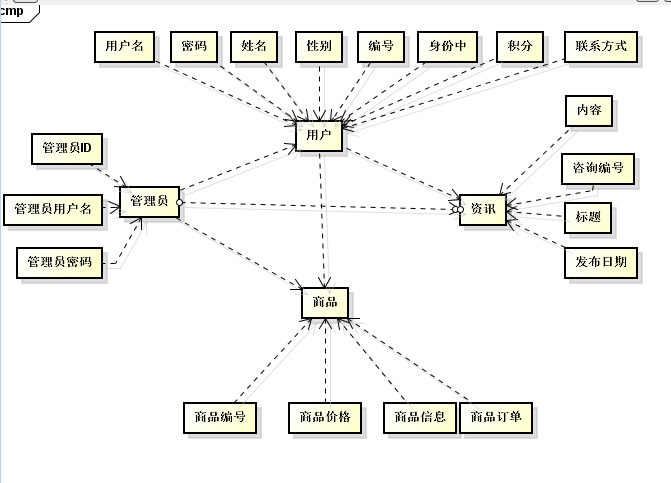 cmp
用户名
密码
姓名
性别
编号
身份中
积分
联系方式
内容
用户
管理员ID
咨询编号
管理员
管理员用户名
资讯
标题
管理员密码
发布日期
商品
商品编号
商品价格
商品信息
商品订单